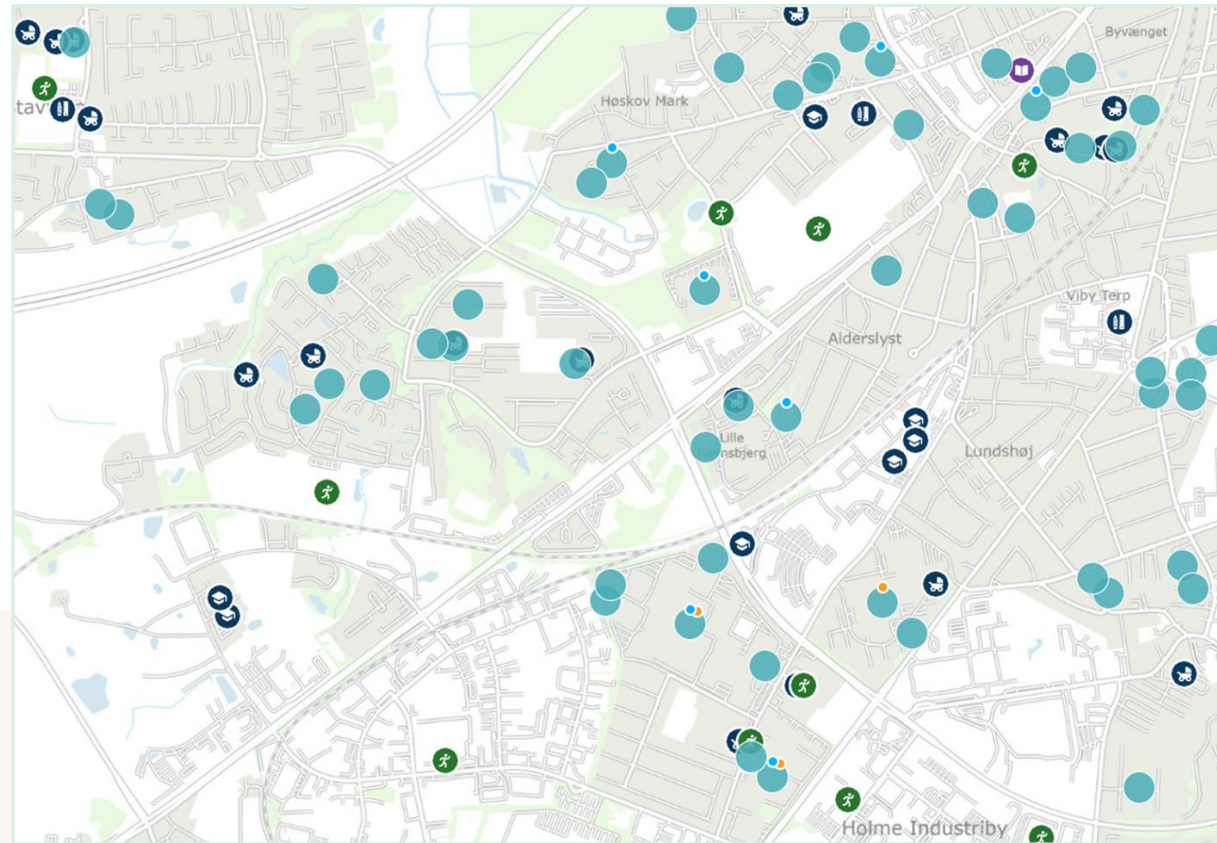 Byvænget
Høskov Mark
Viby Terp
Alderslyst
Lille
Lundshøj
Holme Industriby